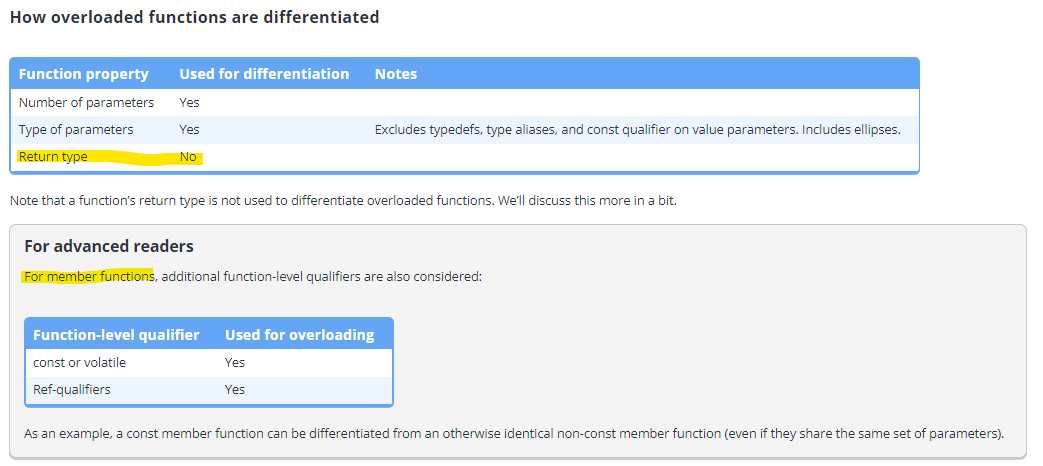 How overloaded functions are differentiated
Function property Used for differentiation Notes
Number of parameters Yes
Type of parameters Yes Excludes typedefs, type aliases, and const qualifier on value parameters. Includes ellipses.
Return type No
Note that a function’s return type is not used to differentiate overloaded functions. We’ll discuss this more in a bit.
For advanced readers
For member functions, additional function-level qualifiers are also considered:
Function-level qualifier Used for overloading
const or volatile Yes
Ref-qualifiers Yes
As an example, a const member function can be differentiated from an otherwise identical non-const member function (even if they share the same set of parameters).